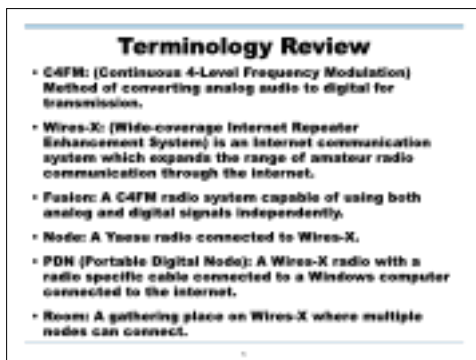 Terminology Review
• C4FM: (Continuous 4-Level Frequency Modulation)
Method of converting analog audio to digital for
transmission.
• Wires-X: (Wide-coverage Internet Repeater
Enhancement System) is an Internet communication
system which expands the range of amateur radio
communication through the internet.
• Fusion: A C4FM radio system capable of using both
analog and digital signals independently.
• Node: A Yaesu radio connected to Wires-X.
• PDN (Portable Digital Node): A Wires-X radio with a
radio specific cable connected to a Windows computer
connected to the internet.
• Room: A gathering place on Wires-X where multiple
nodes can connect.